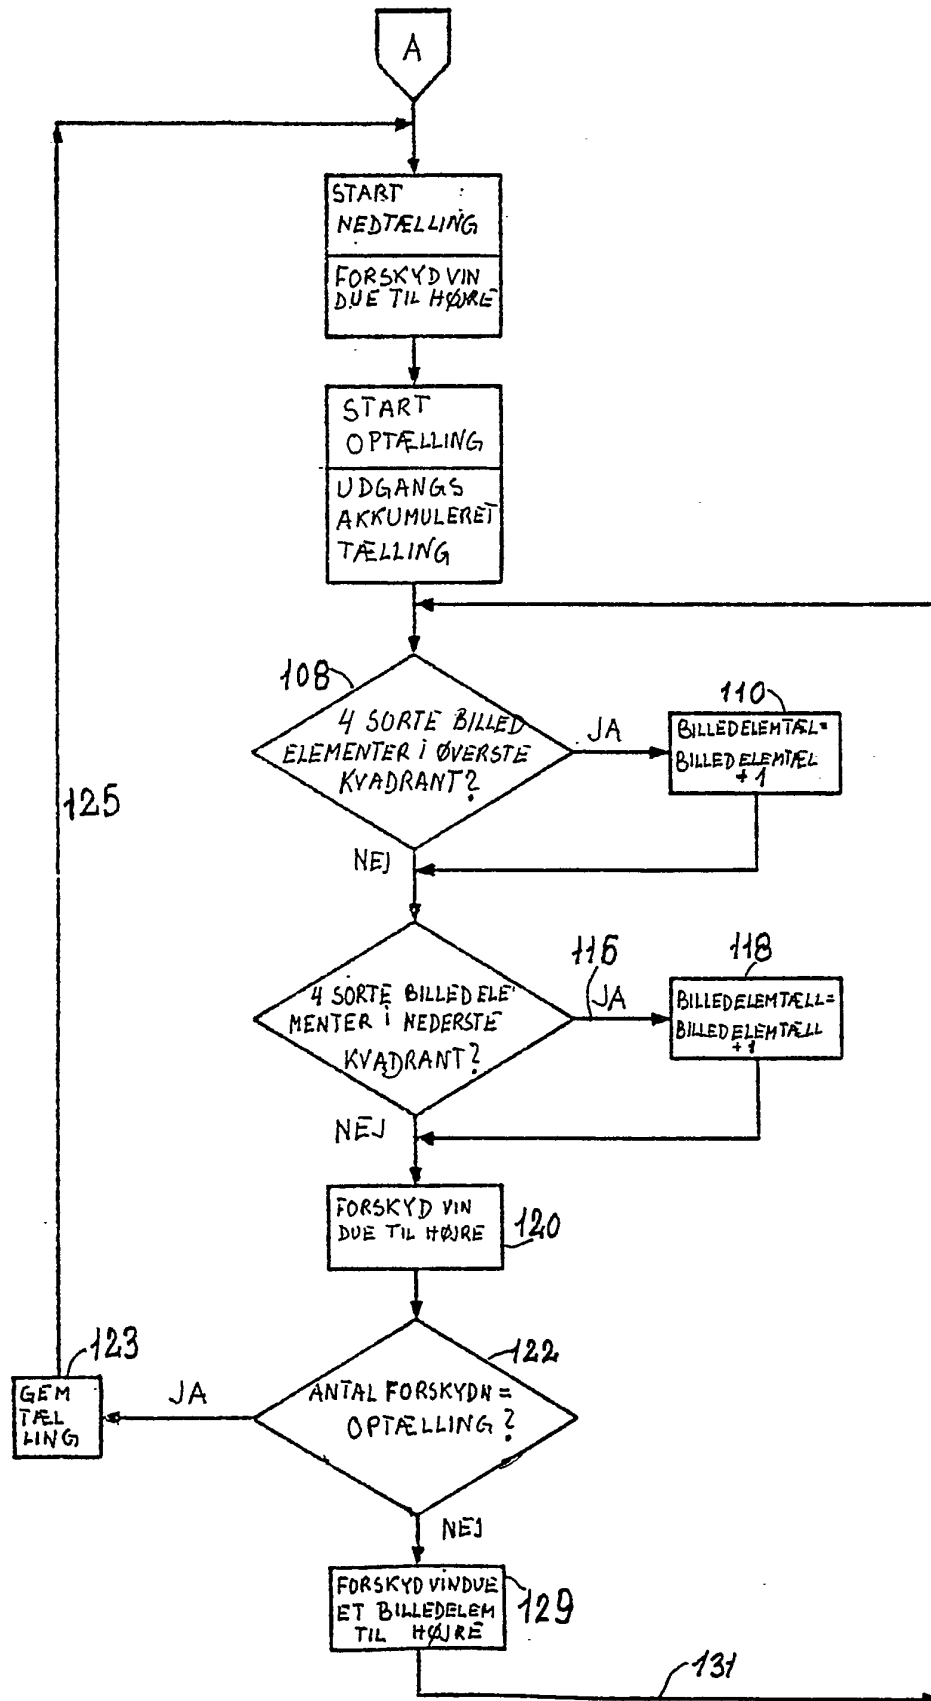 A
START
NEDTÆLLING
FORSKYD VIN
DUE TIL HØJRE
START
OPTÆLLING
UDGANGS
AKKUMULERET
TÆLLING
108
4 SORTE BILLED
ELEMENTER I ØVERSTE
KVADRANT?
JA
110
BILLEDELEMTÆL=
BILLEDELEMTÆL
+1
125
NEJ
4 SORTE BILLEDELE-
MENTER I NEDERSTE
KVADRANT?
116
JA
118
BILLEDELEMTÆLL=
BILLEDELEMTÆLL
+1
NEJ
FORSKYD VIN
DUE TIL HØJRE
120
122
ANTAL FORSKYDN=
OPTÆLLING?
JA
123
GEM
TÆL
LING
NEJ
FORSKYD VINDUE
ET BILLEDELEM
TIL HØJRE
129
131